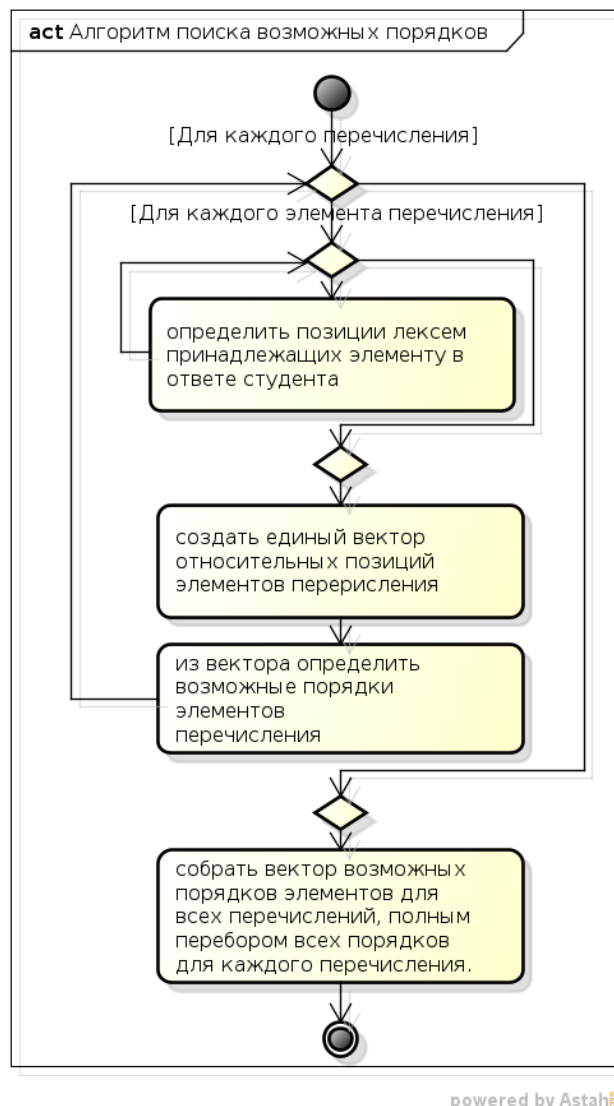 act Алгоритм поиска возможных порядков
[Для каждого перечисления]
[Для каждого элемента перечисления]
определить позиции лексем
принадлежащих элементу в
ответе студента
создать единый вектор
относительных позиций
элементов перерисления
из вектора определить
возможные порядки
элементов
перечисления
собрать вектор возможных
порядков элементов для
всех перечислений, полным
перебором всех порядков
для каждого перечисления.
powered by Astah